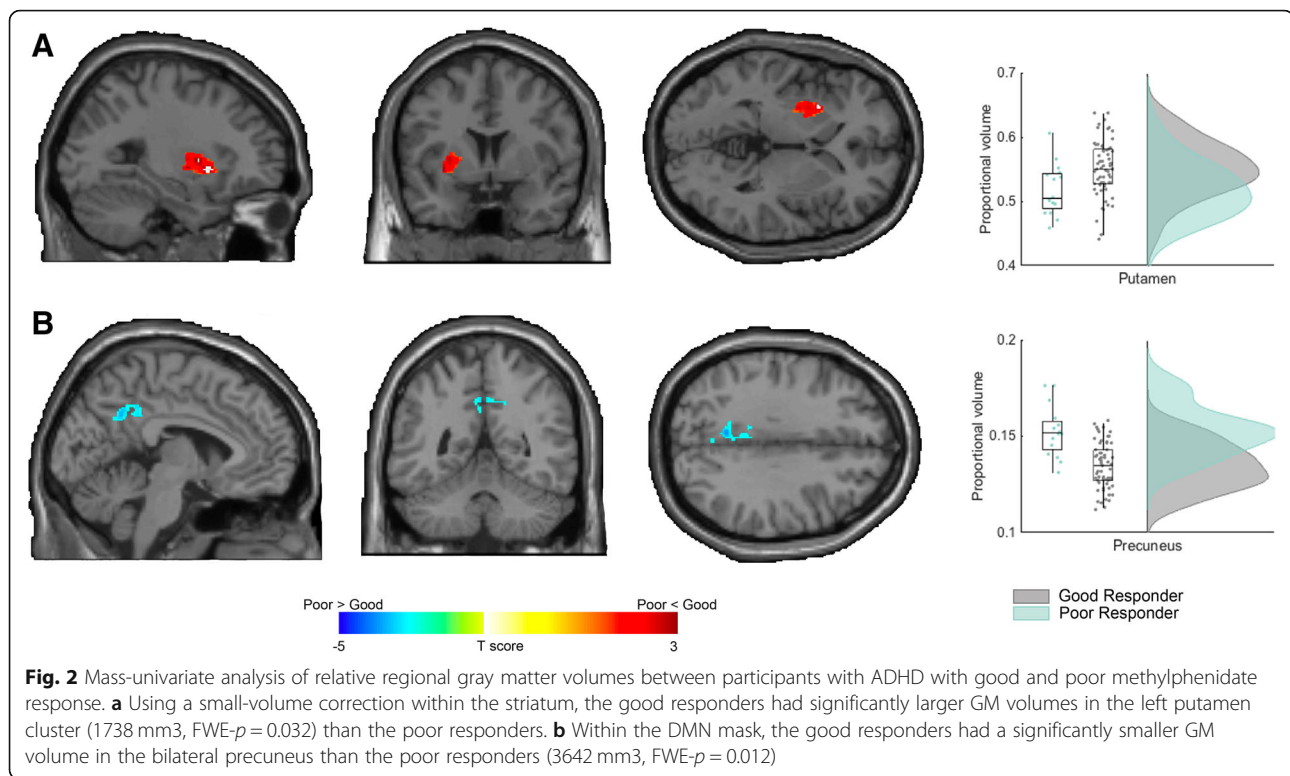 A
0.7
0.6
0.5
0.4
Proportional volume
Putamen
B
0.2
0.15
0.1
Proportional volume
Precuneus
Good Responder
Poor Responder
Poor > Good
Poor < Good
-5
T score
3
Fig. 2 Mass-univariate analysis of relative regional gray matter volumes between participants with ADHD with good and poor methylphenidate
response. a Using a small-volume correction within the striatum, the good responders had significantly larger GM volumes in the left putamen
cluster (1738 mm3, FWE-p = 0.032) than the poor responders. b Within the DMN mask, the good responders had a significantly smaller GM
volume in the bilateral precuneus than the poor responders (3642 mm3, FWE-p = 0.012)